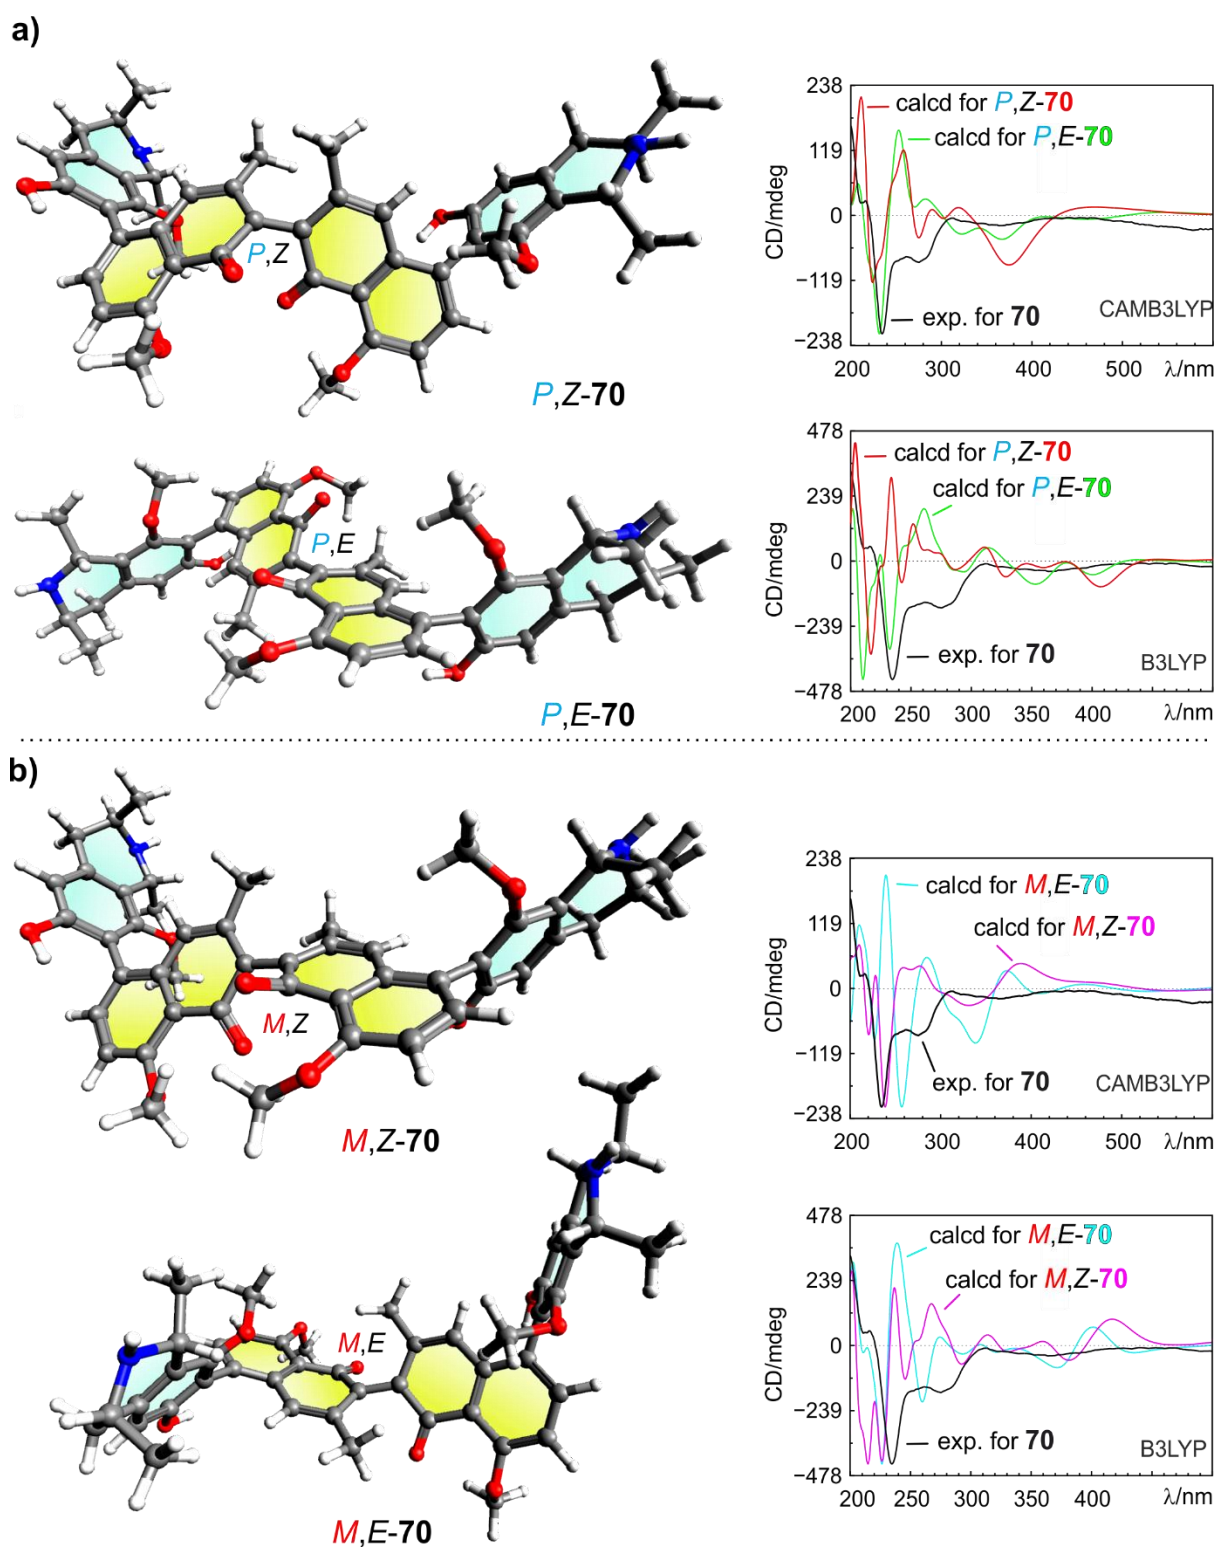 a)
P,Z
P,Z-70
P,E
P,E-70
238
119
0
−119
−238
CD/mdeg
calcd for P,Z-70
calcd for P,E-70
exp. for 70
CAMB3LYP
200 300 400 500 λ/nm
478
239
0
−239
−478
CD/mdeg
calcd for P,Z-70
calcd for P,E-70
exp. for 70
B3LYP
200 250 300 350 400 λ/nm
b)
M,Z
M,Z-70
M,E
M,E-70
238
119
0
−119
−238
CD/mdeg
calcd for M,E-70
calcd for M,Z-70
exp. for 70
CAMB3LYP
200 300 400 500 λ/nm
478
239
0
−239
−478
CD/mdeg
calcd for M,E-70
calcd for M,Z-70
exp. for 70
B3LYP
200 250 300 350 400 λ/nm